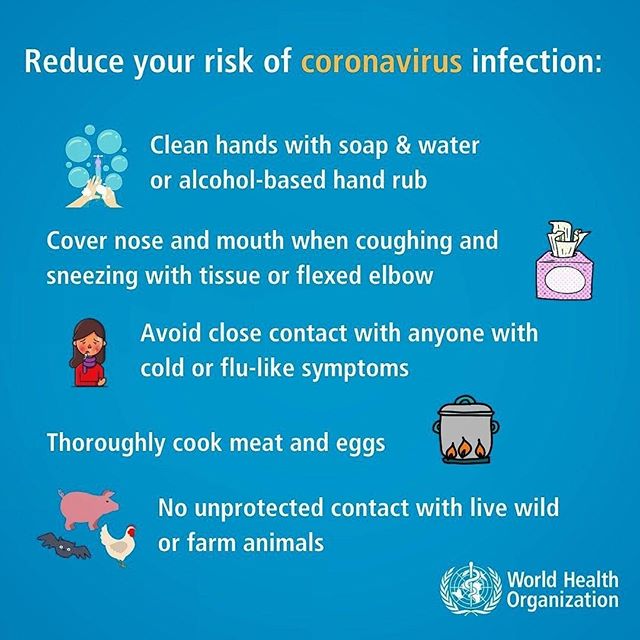 Reduce your risk of coronavirus infection:
Clean hands with soap & water
or alcohol-based hand rub
Cover nose and mouth when coughing and
sneezing with tissue or flexed elbow
Avoid close contact with anyone with
cold or flu-like symptoms
Thoroughly cook meat and eggs
No unprotected contact with live wild
or farm animals
World Health
Organization